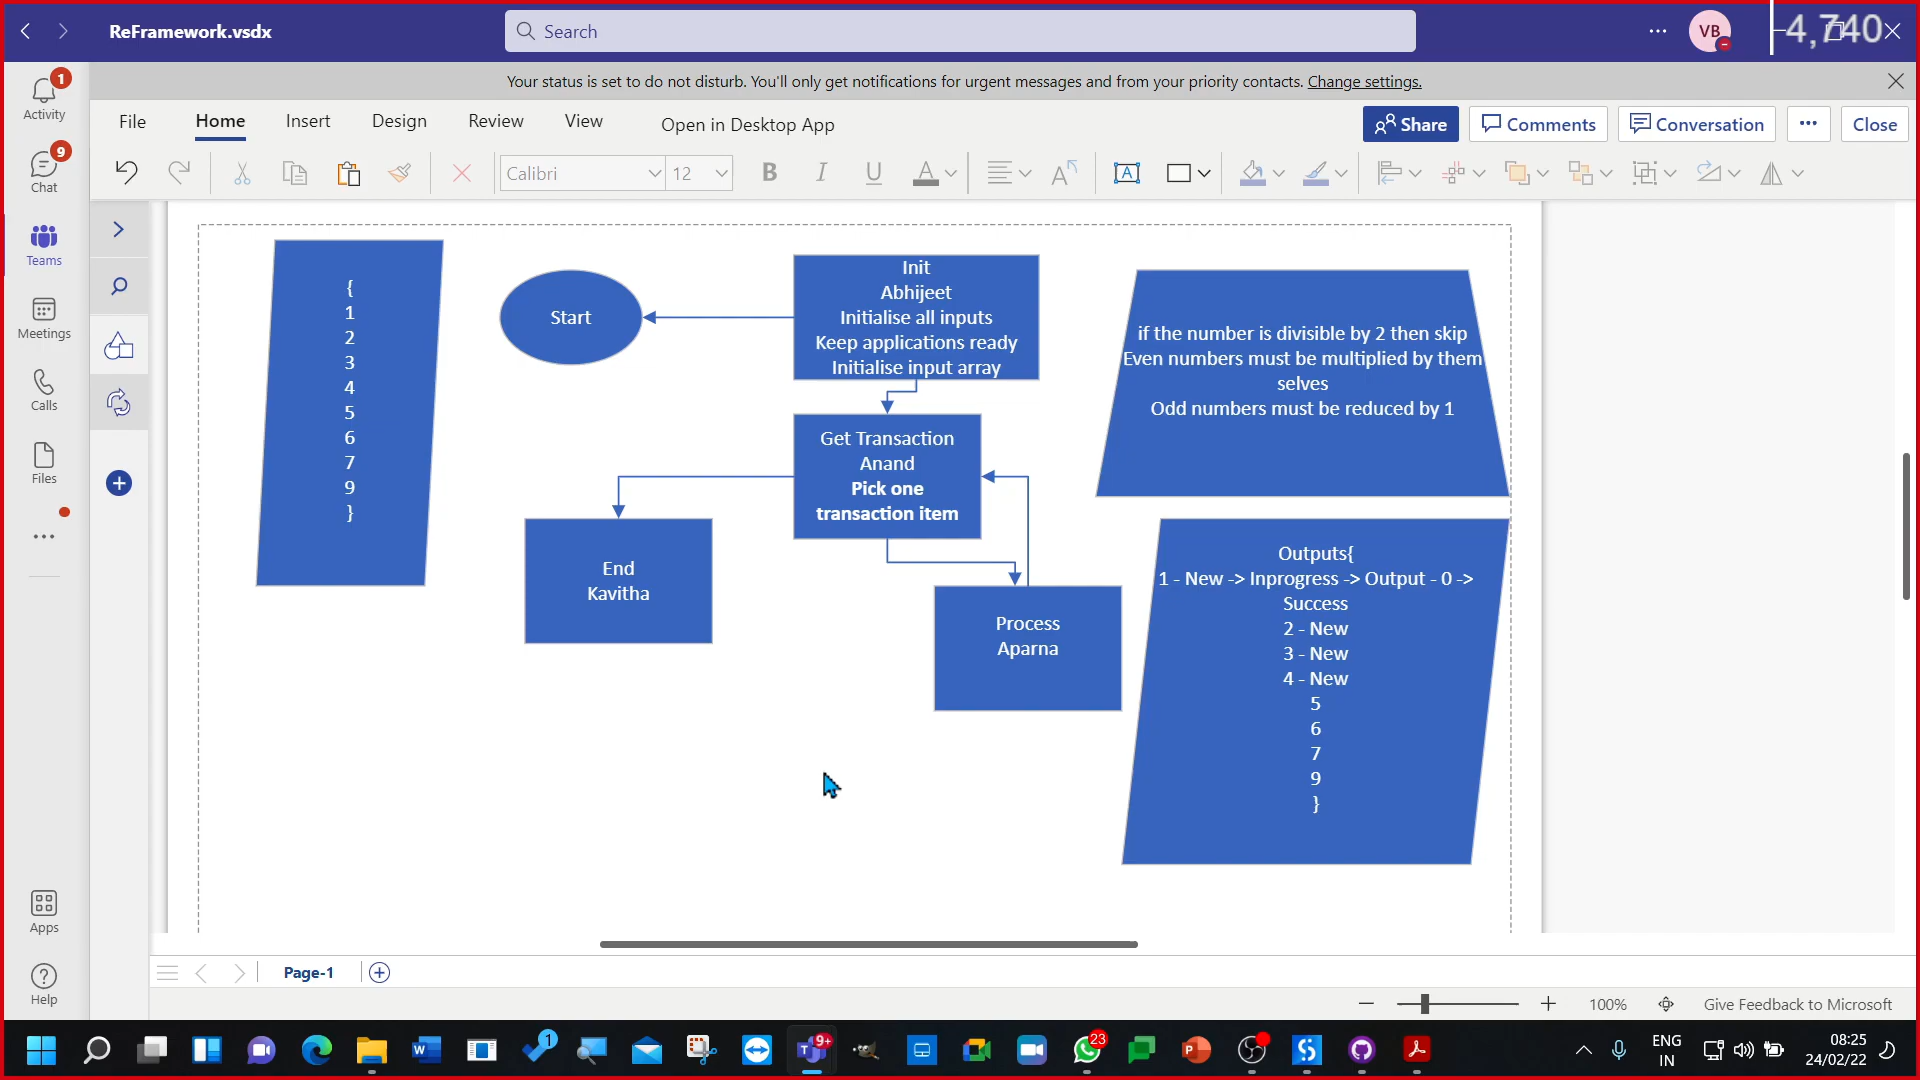 ReFramework.vsdx
Search
VB
4,740
Your status is set to do not disturb. You'll only get notifications for urgent messages and from your priority contacts. Change settings.
1
Activity
9
Chat
Teams
Meetings
Calls
Files
Apps
Help
File
Home
Insert
Design
Review
View
Open in Desktop App
Share
Comments
Conversation
Close
Calibri
12
B
I
U
A
A
A
{
1
2
3
4
5
6
7
9
}
Start
Init
Abhijeet
Initialise all inputs
Keep applications ready
Initialise input array
Get Transaction
Anand
Pick one
transaction item
End
Kavitha
Process
Aparna
if the number is divisible by 2 then skip
Even numbers must be multiplied by them
selves
Odd numbers must be reduced by 1
Outputs{
1 - New -> Inprogress -> Output - 0 ->
Success
2 - New
3 - New
4 - New
5
6
7
9
}
Page-1
100%
Give Feedback to Microsoft
1
9+
23
ENG
IN
08:25
24/02/22